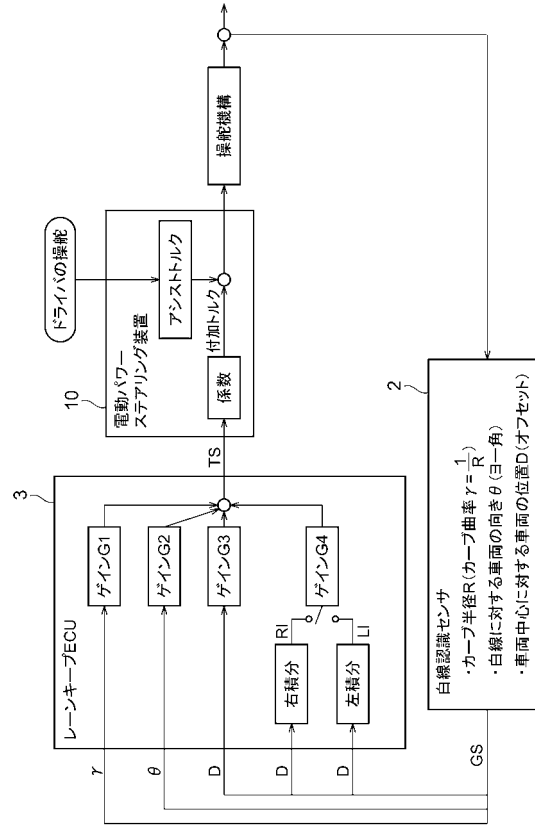 3
レーンキープECU
γ
θ
D
D
D
ゲインG1
ゲインG2
ゲインG3
ゲインG4
右積分
左積分
RI
LI
TS
10
電動パワー
ステアリング装置
係数
付加トルク
アシストトルク
ドライバの操舵
操舵機構
2
白線認識センサ
・カーブ半径R(カーブ曲率γ=1/R)
・白線に対する車両の向きθ(ヨー角)
・車両中心に対する車両の位置D(オフセット)
GS